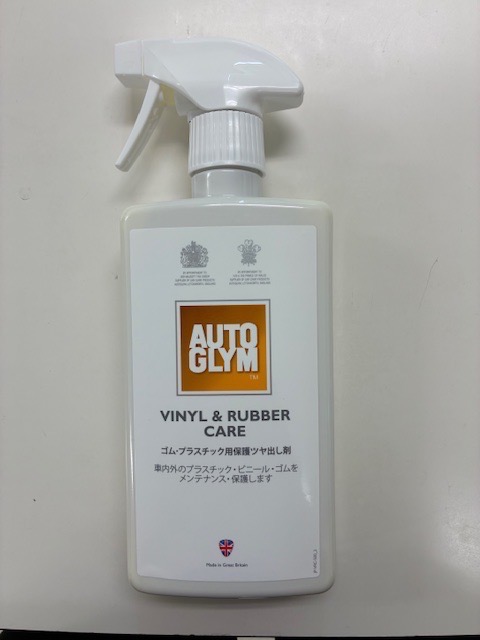 AUTO
GLYM
TM
VINYL & RUBBER
CARE
ゴム・プラスチック用保護ツヤ出し剤
車内外のプラスチック・ビニール・ゴムを
メンテナンス・保護します
Made in Great Britain